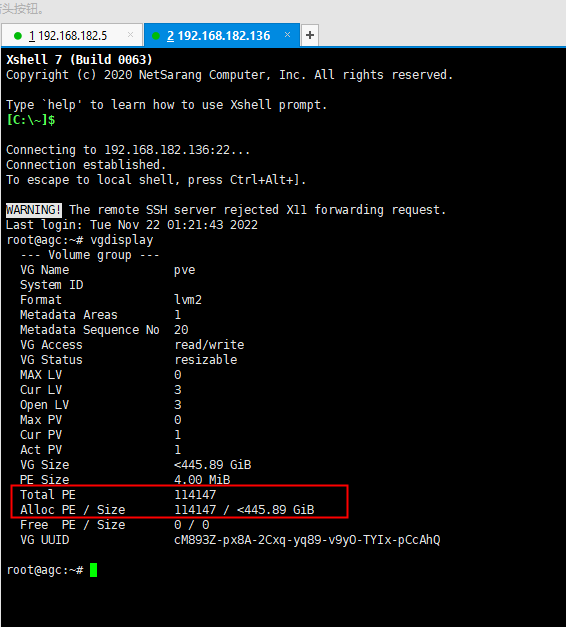 头按钮。
1 192.168.182.5 × 2 192.168.182.136 × +
Xshell 7 (Build 0063)
Copyright (c) 2020 NetSarang Computer, Inc. All rights reserved.
Type `help' to learn how to use Xshell prompt.
[C:\~]$
Connecting to 192.168.182.136:22...
Connection established.
To escape to local shell, press Ctrl+Alt+].
WARNING! The remote SSH server rejected X11 forwarding request.
Last login: Tue Nov 22 01:21:43 2022
root@agc:~# vgdisplay
--- Volume group ---
VG Name pve
System ID
Format lvm2
Metadata Areas 1
Metadata Sequence No 20
VG Access read/write
VG Status resizable
MAX LV 0
Cur LV 3
Open LV 3
Max PV 0
Cur PV 1
Act PV 1
VG Size <445.89 GiB
PE Size 4.00 MiB
Total PE 114147
Alloc PE / Size 114147 / <445.89 GiB
Free PE / Size 0 / 0
VG UUID cM893Z-px8A-2Cxq-yq89-v9yO-TYIx-pCcAhQ
root@agc:~#